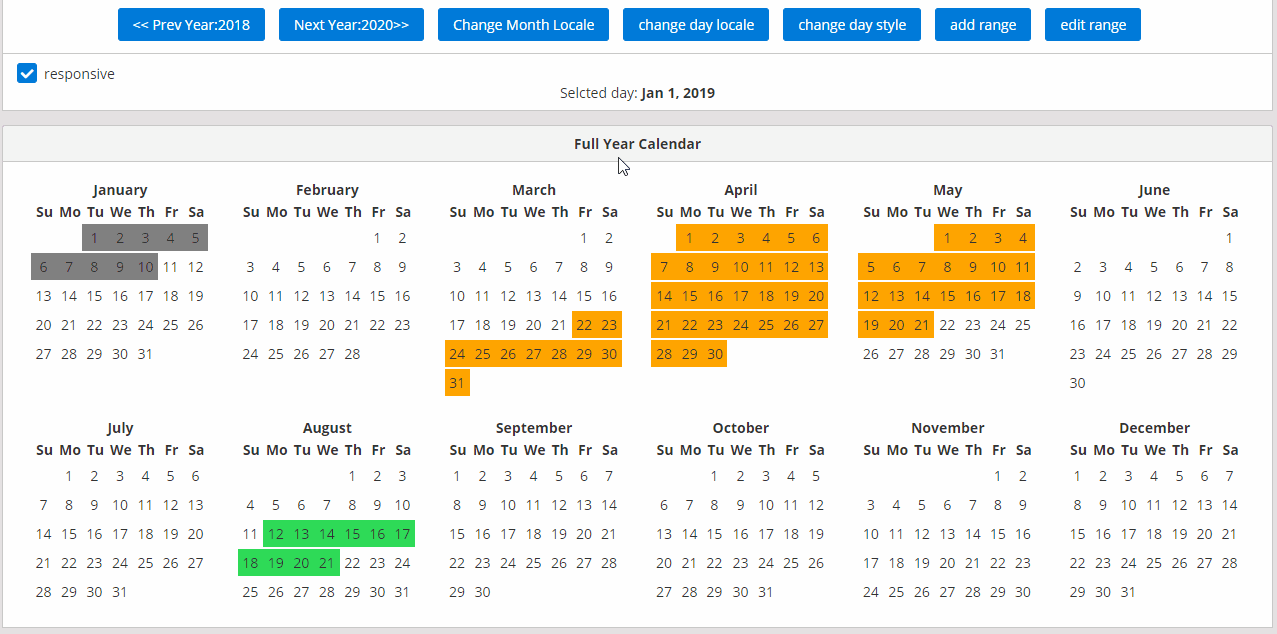 << Prev Year:2018 Next Year:2020>> Change Month Locale change day locale change day style add range edit range
responsive
Selcted day: Jan 1, 2019
Full Year Calendar
January February March April May June
Su Mo Tu We Th Fr Sa Su Mo Tu We Th Fr Sa Su Mo Tu We Th Fr Sa Su Mo Tu We Th Fr Sa Su Mo Tu We Th Fr Sa Su Mo Tu We Th Fr Sa
1 2 3 4 5 1 2 1 2 1 2 3 4 5 6 1 2 3 4 1
6 7 8 9 10 11 12 3 4 5 6 7 8 9 3 4 5 6 7 8 9 7 8 9 10 11 12 13 5 6 7 8 9 10 11 2 3 4 5 6 7 8
13 14 15 16 17 18 19 10 11 12 13 14 15 16 10 11 12 13 14 15 16 14 15 16 17 18 19 20 12 13 14 15 16 17 18 9 10 11 12 13 14 15
20 21 22 23 24 25 26 17 18 19 20 21 22 23 17 18 19 20 21 22 23 21 22 23 24 25 26 27 19 20 21 22 23 24 25 16 17 18 19 20 21 22
27 28 29 30 31 24 25 26 27 28 24 25 26 27 28 29 30 28 29 30 26 27 28 29 30 31 23 24 25 26 27 28 29
31 30
July August September October November December
Su Mo Tu We Th Fr Sa Su Mo Tu We Th Fr Sa Su Mo Tu We Th Fr Sa Su Mo Tu We Th Fr Sa Su Mo Tu We Th Fr Sa Su Mo Tu We Th Fr Sa
1 2 3 4 5 6 1 2 3 1 2 3 4 5 6 7 1 2 3 4 5 1 2 1 2 3 4 5 6 7
7 8 9 10 11 12 13 4 5 6 7 8 9 10 8 9 10 11 12 13 14 6 7 8 9 10 11 12 3 4 5 6 7 8 9 8 9 10 11 12 13 14
14 15 16 17 18 19 20 11 12 13 14 15 16 17 15 16 17 18 19 20 21 13 14 15 16 17 18 19 10 11 12 13 14 15 16 15 16 17 18 19 20 21
21 22 23 24 25 26 27 18 19 20 21 22 23 24 22 23 24 25 26 27 28 20 21 22 23 24 25 26 17 18 19 20 21 22 23 22 23 24 25 26 27 28
28 29 30 31 25 26 27 28 29 30 31 29 30 27 28 29 30 31 24 25 26 27 28 29 30 29 30 31